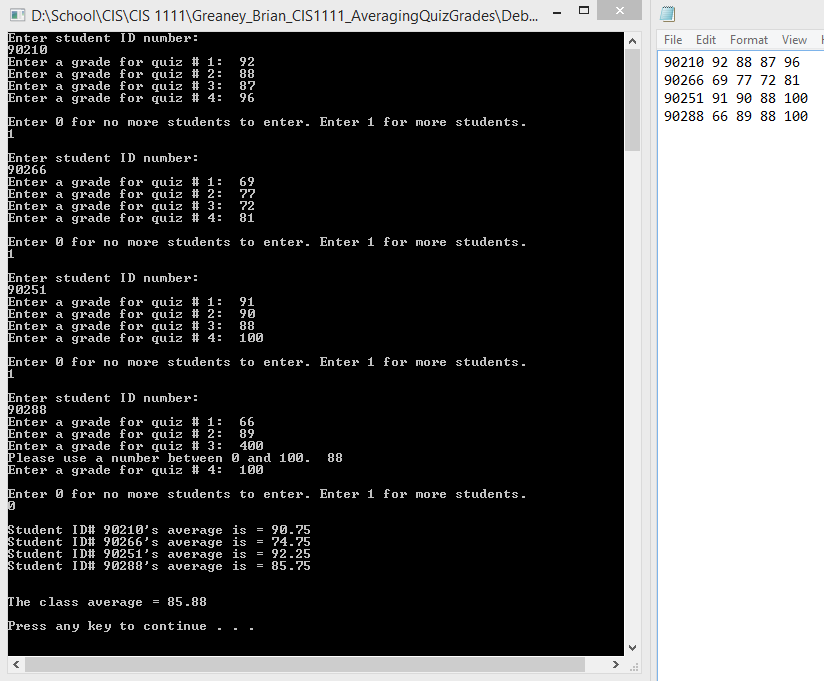 D:\School\CIS\CIS 1111\Greaney_Brian_CIS1111_AveragingQuizGrades\Deb...
Enter student ID number:
90210
Enter a grade for quiz # 1:  92
Enter a grade for quiz # 2:  88
Enter a grade for quiz # 3:  87
Enter a grade for quiz # 4:  96
Enter 0 for no more students to enter. Enter 1 for more students.
1
Enter student ID number:
90266
Enter a grade for quiz # 1:  69
Enter a grade for quiz # 2:  77
Enter a grade for quiz # 3:  72
Enter a grade for quiz # 4:  81
Enter 0 for no more students to enter. Enter 1 for more students.
1
Enter student ID number:
90251
Enter a grade for quiz # 1:  91
Enter a grade for quiz # 2:  90
Enter a grade for quiz # 3:  88
Enter a grade for quiz # 4:  100
Enter 0 for no more students to enter. Enter 1 for more students.
1
Enter student ID number:
90288
Enter a grade for quiz # 1:  66
Enter a grade for quiz # 2:  89
Enter a grade for quiz # 3:  400
Please use a number between 0 and 100.  88
Enter a grade for quiz # 4:  100
Enter 0 for no more students to enter. Enter 1 for more students.
0
Student ID# 90210's average is = 90.75
Student ID# 90266's average is = 74.75
Student ID# 90251's average is = 92.25
Student ID# 90288's average is = 85.75
The class average = 85.88
Press any key to continue . . .
File Edit Format View
90210 92 88 87 96
90266 69 77 72 81
90251 91 90 88 100
90288 66 89 88 100